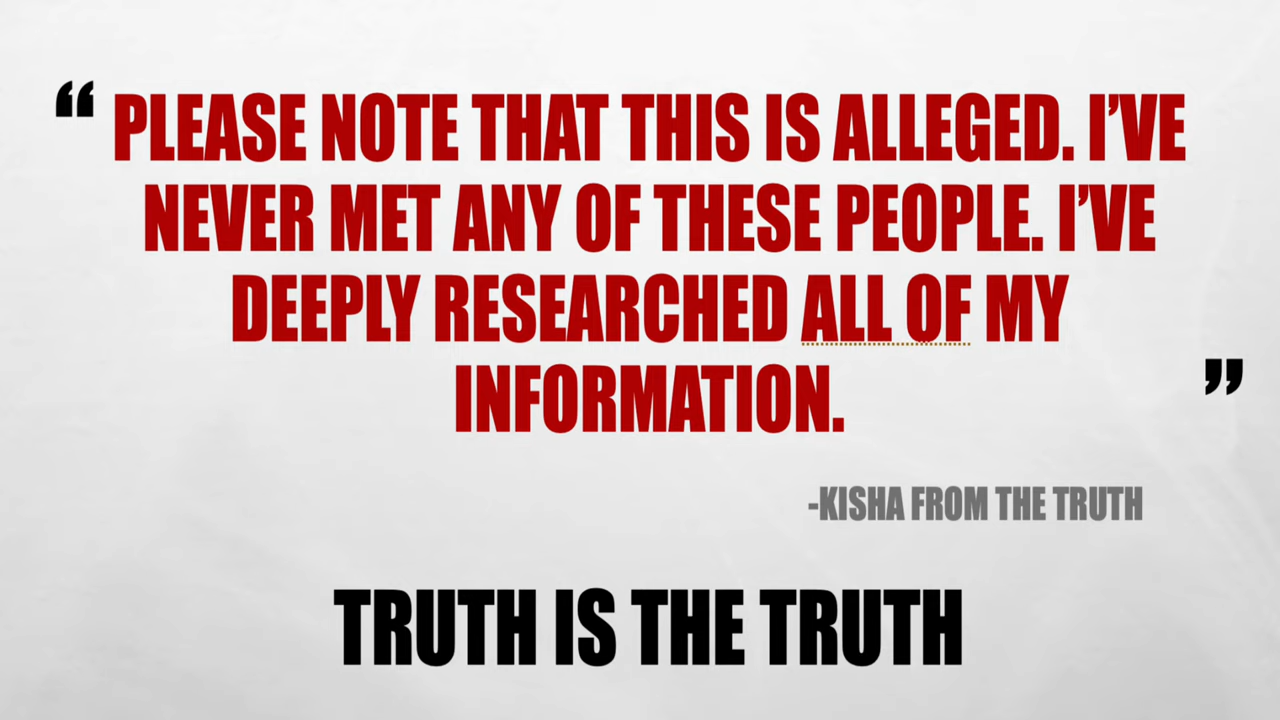 “ PLEASE NOTE THAT THIS IS ALLEGED. I’VE
NEVER MET ANY OF THESE PEOPLE. I’VE
DEEPLY RESEARCHED ALL OF MY
INFORMATION. ”
-KISHA FROM THE TRUTH
TRUTH IS THE TRUTH